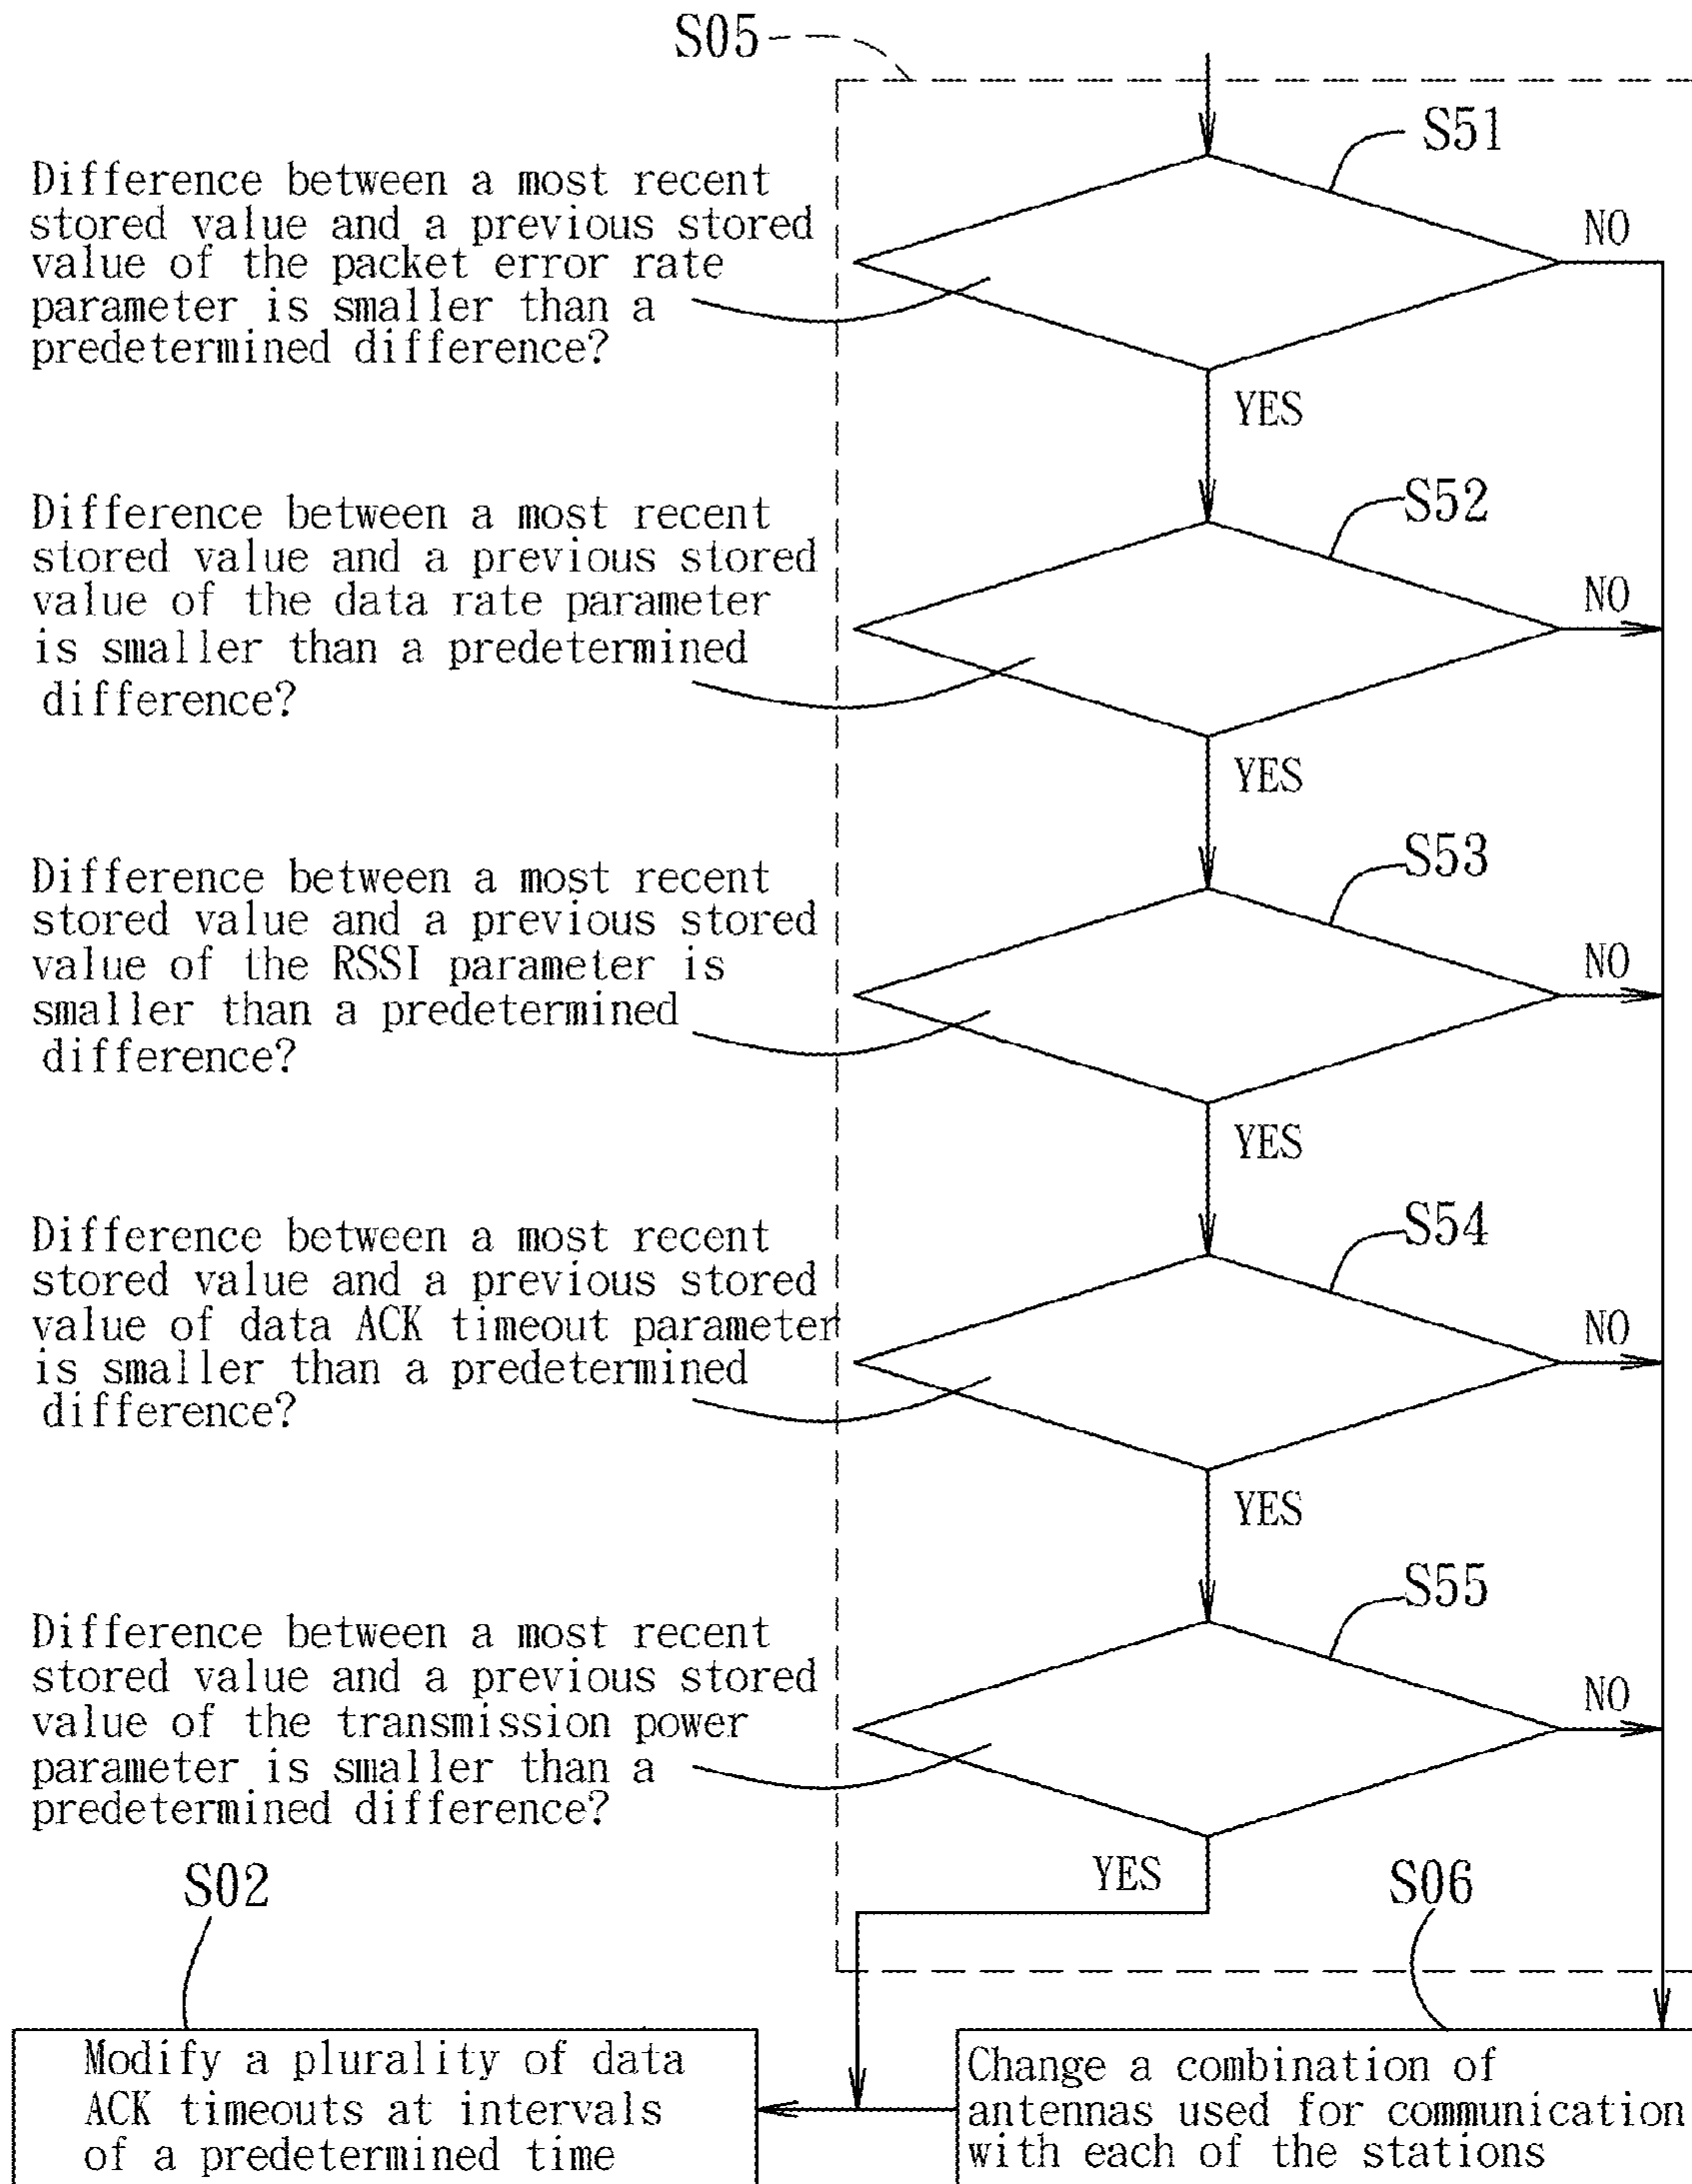 S05
S51
Difference between a most recent
stored value and a previous stored
value of the packet error rate
parameter is smaller than a
predetermined difference?
NO
YES
S52
Difference between a most recent
stored value and a previous stored
value of the data rate parameter
is smaller than a predetermined
difference?
NO
YES
S53
Difference between a most recent
stored value and a previous stored
value of the RSSI parameter is
smaller than a predetermined
difference?
NO
YES
S54
Difference between a most recent
stored value and a previous stored
value of data ACK timeout parameter
is smaller than a predetermined
difference?
NO
YES
S55
Difference between a most recent
stored value and a previous stored
value of the transmission power
parameter is smaller than a
predetermined difference?
NO
YES
S02
S06
Modify a plurality of data
ACK timeouts at intervals
of a predetermined time
Change a combination of
antennas used for communication
with each of the stations